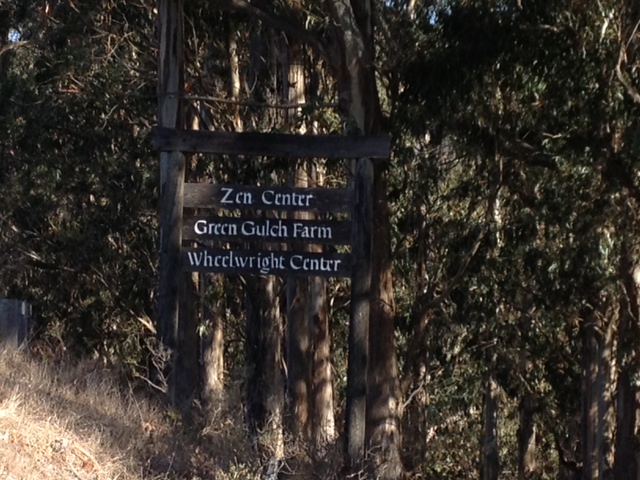 Zen Center
Green Gulch Farm
Wheelwright Center